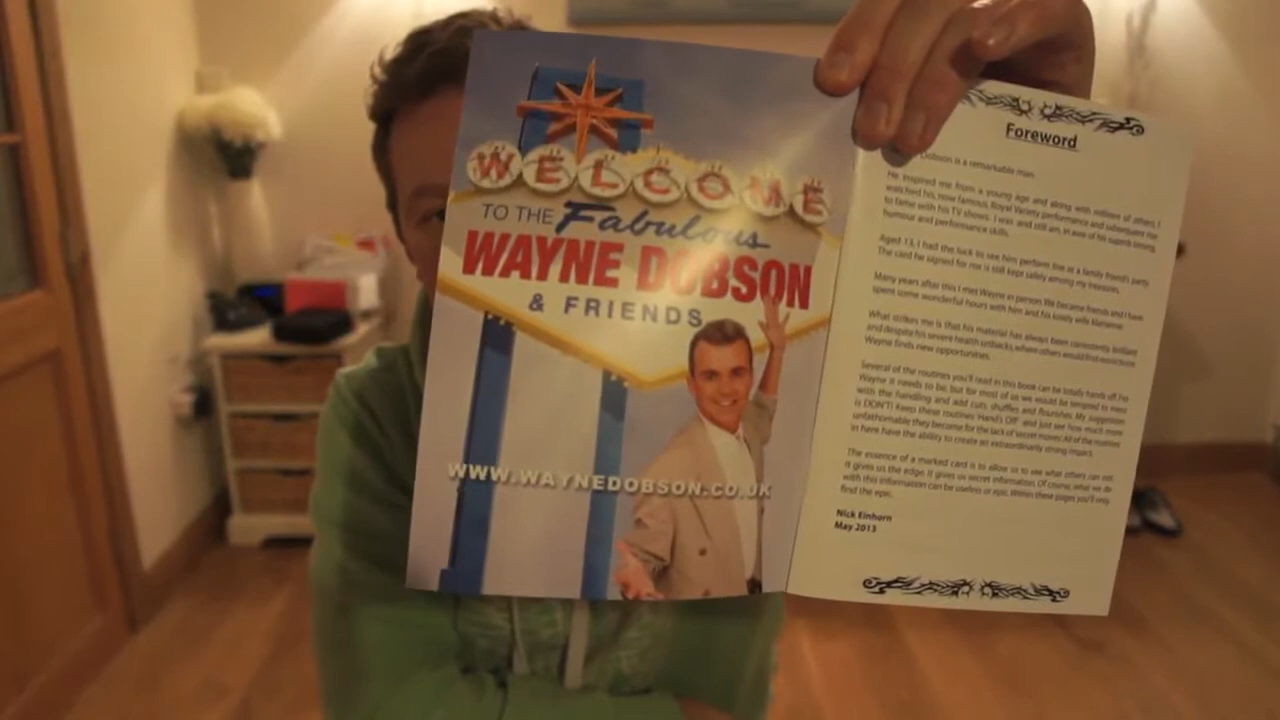 WELCOME
TO THE Fabulous
WAYNE DOBSON
& FRIENDS
WWW.WAYNEDOBSON.CO.UK
Foreword
Dobson is a remarkable man.
He inspired me from a young age and along with millions of others, I
watched his, now famous, Royal Variety performance and subsequent rise
to fame with his TV shows. I was and still am, in awe of his superb timing,
humour and performance skills.
Aged 13, I had the luck to see him perform live at a family friend's party.
The card he signed for me is still kept safely among my treasures.
Many years after this I met Wayne in person. We became friends and I have
spent some wonderful hours with him and his lovely wife
What strikes me is that his material has always been consistently brilliant
and despite his severe health setbacks, where others would find
Wayne finds new opportunities.
Several of the routines you'll read in this book can be totally hands off. For
Wayne it needs to be, but for most of us we would be tempted to mess
with the handling and add cuts, shuffles and flourishes. My suggestion
is DON'T! Keep these routines 'Hand's Off' and just see how much more
unfathomable they become for the lack of secret moves. All of the routines
in here have the ability to create an extraordinarily strong impact.
The essence of a marked card is to allow us to see what others can not.
It gives us the edge. It gives us secret information. Of course, what we do
with this information can be useless or epic. Within these pages you'll only
find the epic.
Nick Einhorn
May 2013